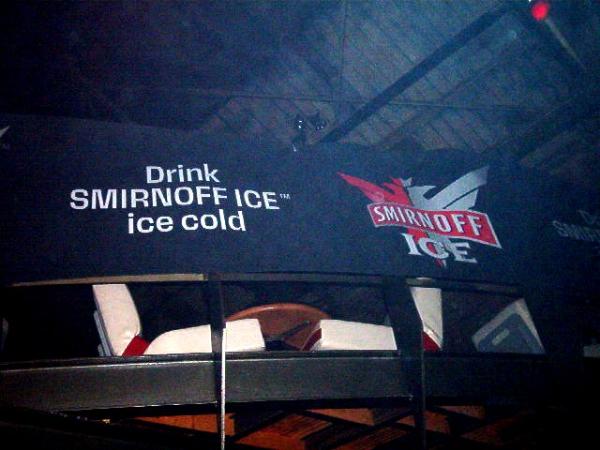 Drink
SMIRNOFF ICE™
ice cold
SMIRNOFF
ICE